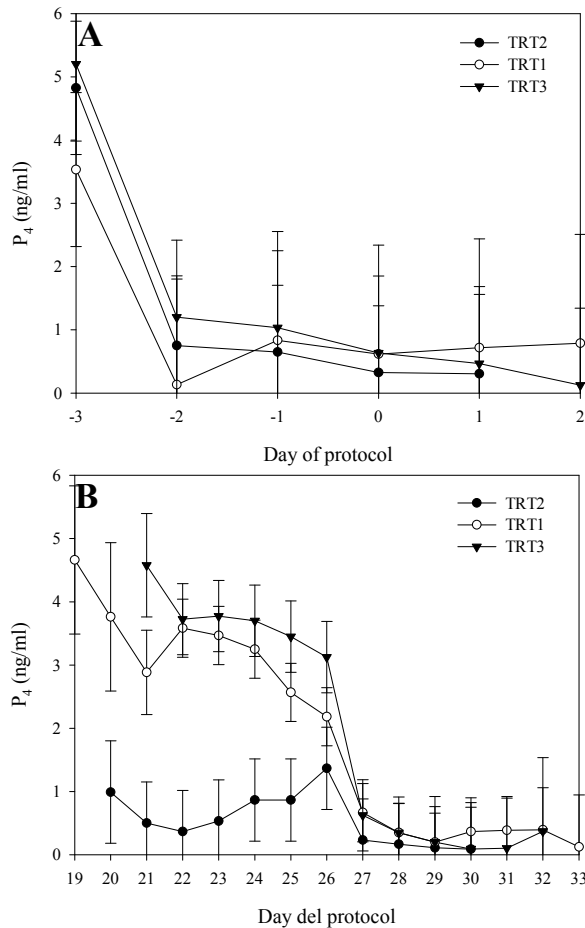 A
TRT2
TRT1
TRT3
6
5
4
3
2
1
0
P4 (ng/ml)
-3 -2 -1 0 1 2
Day of protocol
B
TRT2
TRT1
TRT3
6
5
4
3
2
1
0
P4 (ng/ml)
19 20 21 22 23 24 25 26 27 28 29 30 31 32 33
Day del protocol